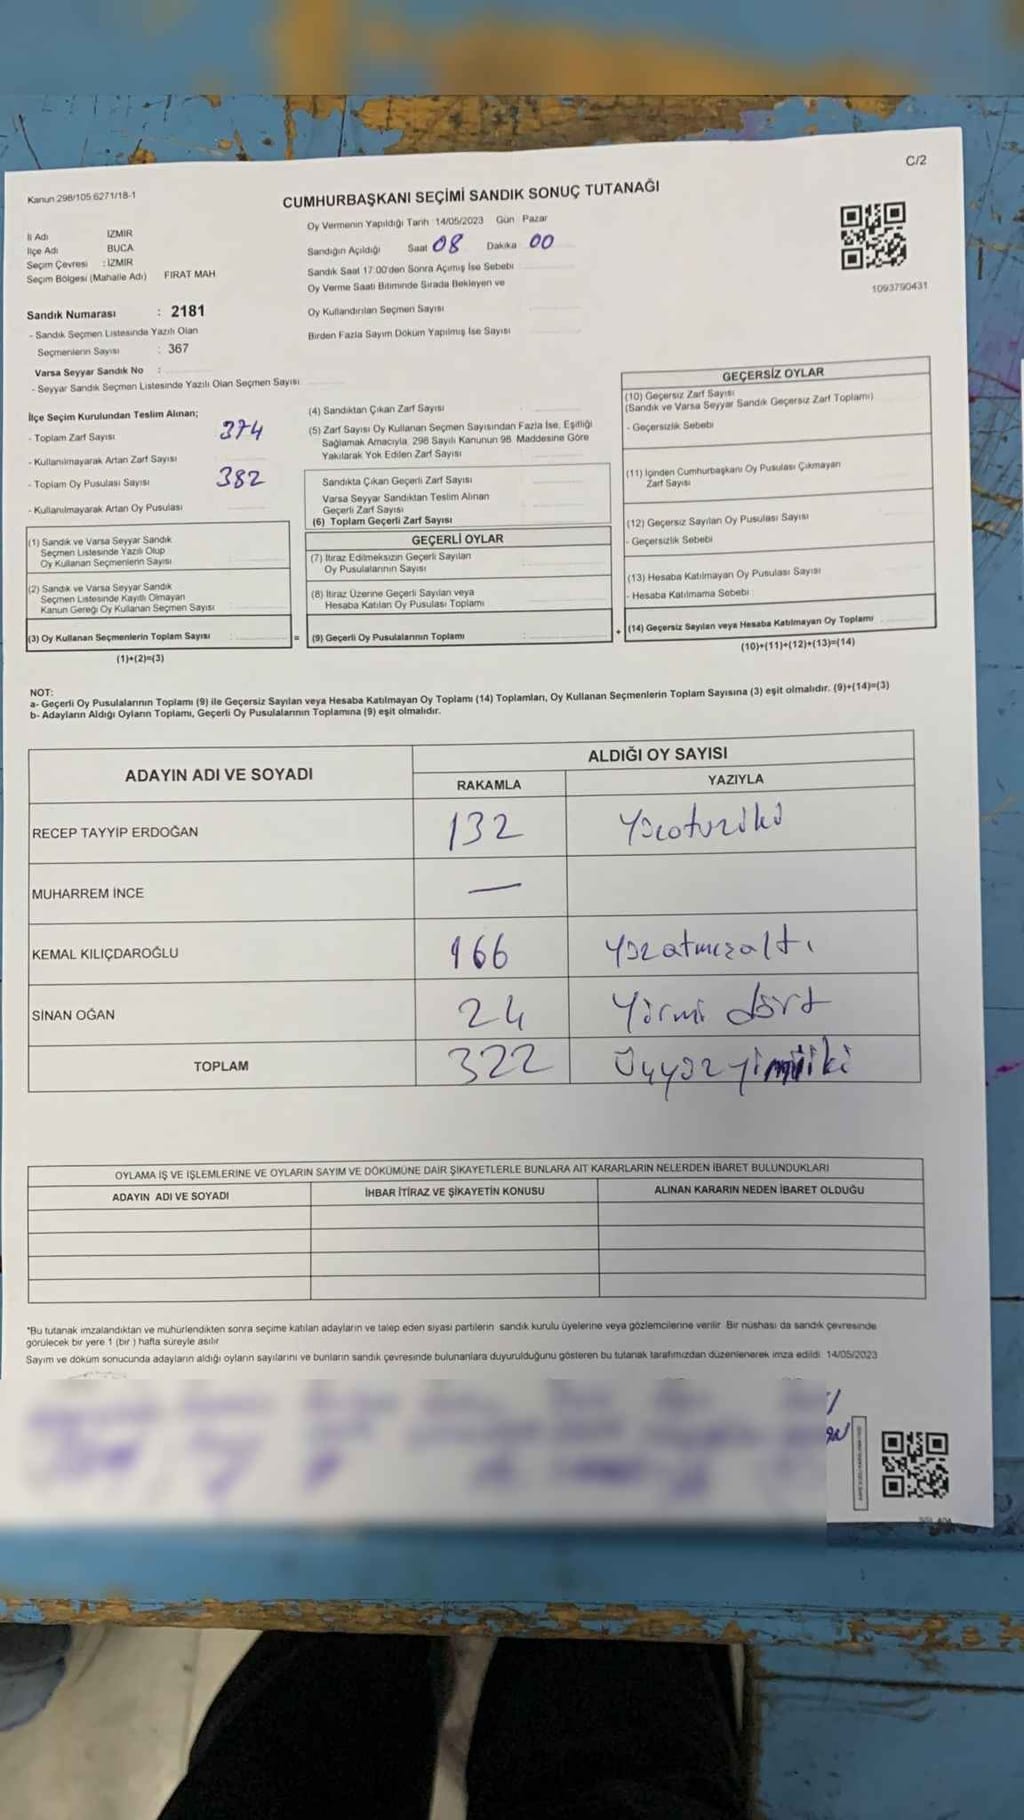 C/2
Kanun 298/105 6271/18-1
CUMHURBAŞKANI SEÇİMİ SANDIK SONUÇ TUTANAĞI
İl Adı İZMİR
İlçe Adı BUCA
Seçim Çevresi : İZMİR
Seçim Bölgesi (Mahalle Adı) FIRAT MAH
Sandık Numarası : 2181
- Sandık Seçmen Listesinde Yazılı Olan
Seçmenlerin Sayısı : 367
Varsa Seyyar Sandık No :
- Seyyar Sandık Seçmen Listesinde Yazılı Olan Seçmen Sayısı
Oy Vermenin Yapıldığı Tarih 14/05/2023 Gün Pazar
Sandığın Açıldığı Saat 08 Dakika 00
Sandık Saat 17:00'den Sonra Açımış İse Sebebi
Oy Verme Saati Bitiminde Sırada Bekleyen ve
Oy Kullandırılan Seçmen Sayısı
Birden Fazla Sayım Döküm Yapılmış İse Sayısı
1093790431
İlçe Seçim Kurulundan Teslim Alınan;
- Toplam Zarf Sayısı 374
- Kullanılmayarak Artan Zarf Sayısı
- Toplam Oy Pusulası Sayısı 382
- Kullanılmayarak Artan Oy Pusulası
(1) Sandık ve Varsa Seyyar Sandık
Seçmen Listesinde Yazılı Olup
Oy Kullanan Seçmenlerin Sayısı
(2) Sandık ve Varsa Seyyar Sandık
Seçmen Listesinde Kayıtlı Olmayan
Kanun Gereği Oy Kullanan Seçmen Sayısı
(3) Oy Kullanan Seçmenlerin Toplam Sayısı :
(1)+(2)=(3)
(4) Sandıktan Çıkan Zarf Sayısı
(5) Zarf Sayısı Oy Kullanan Seçmen Sayısından Fazla İse, Eşitliği
Sağlamak Amacıyla, 298 Sayılı Kanunun 98. Maddesine Göre
Yakılarak Yok Edilen Zarf Sayısı
Sandıkta Çıkan Geçerli Zarf Sayısı
Varsa Seyyar Sandıktan Teslim Alınan
Geçerli Zarf Sayısı
(6) Toplam Geçerli Zarf Sayısı
GEÇERLİ OYLAR
(7) İtiraz Edilmeksizin Geçerli Sayılan
Oy Pusulalarının Sayısı
(8) İtiraz Üzerine Geçerli Sayılan veya
Hesaba Katılan Oy Pusulası Toplamı
= (9) Geçerli Oy Pusulalarının Toplamı :
GEÇERSİZ OYLAR
(10) Geçersiz Zarf Sayısı
(Sandık ve Varsa Seyyar Sandık Geçersiz Zarf Toplamı)
- Geçersizlik Sebebi
(11) İçinden Cumhurbaşkanı Oy Pusulası Çıkmayan
Zarf Sayısı
(12) Geçersiz Sayılan Oy Pusulası Sayısı
- Geçersizlik Sebebi
(13) Hesaba Katılmayan Oy Pusulası Sayısı
- Hesaba Katılmama Sebebi
+ (14) Geçersiz Sayılan veya Hesaba Katılmayan Oy Toplamı
(10)+(11)+(12)+(13)=(14)
NOT:
a- Geçerli Oy Pusulalarının Toplamı (9) ile Geçersiz Sayılan veya Hesaba Katılmayan Oy Toplamı (14) Toplamları, Oy Kullanan Seçmenlerin Toplam Sayısına (3) eşit olmalıdır. (9)+(14)=(3)
b- Adayların Aldığı Oyların Toplamı, Geçerli Oy Pusulalarının Toplamına (9) eşit olmalıdır.
ADAYIN ADI VE SOYADI ALDIĞI OY SAYISI
RAKAMLA YAZIYLA
RECEP TAYYİP ERDOĞAN 132 Yüzotuziki
MUHARREM İNCE —
KEMAL KILIÇDAROĞLU 166 Yüzatmışaltı
SİNAN OĞAN 24 Yirmi dört
TOPLAM 322 Üçyüz yirmiiki
OYLAMA İŞ VE İŞLEMLERİNE VE OYLARIN SAYIM VE DÖKÜMÜNE DAİR ŞİKAYETLERLE BUNLARA AİT KARARLARIN NELERDEN İBARET BULUNDUKLARI
ADAYIN ADI VE SOYADI İHBAR İTİRAZ VE ŞİKAYETİN KONUSU ALINAN KARARIN NEDEN İBARET OLDUĞU
*Bu tutanak imzalandıktan ve mühürlendikten sonra seçime katılan adayların ve talep eden siyasi partilerin sandık kurulu üyelerine veya gözlemcilerine verilir. Bir nüshası da sandık çevresinde
görülecek bir yere 1 (bir) hafta süreyle asılır
Sayım ve döküm sonucunda adayların aldığı oyların sayılarını ve bunların sandık çevresinde bulunanlara duyurulduğunu gösteren bu tutanak tarafımızdan düzenlenerek imza edildi. 14/05/2023